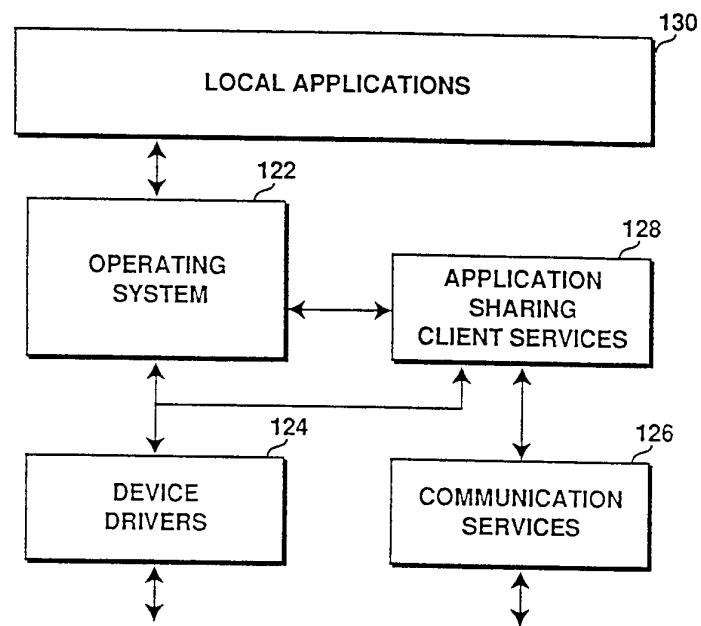 130
LOCAL APPLICATIONS
122
OPERATING
SYSTEM
128
APPLICATION
SHARING
CLIENT SERVICES
124
DEVICE
DRIVERS
126
COMMUNICATION
SERVICES